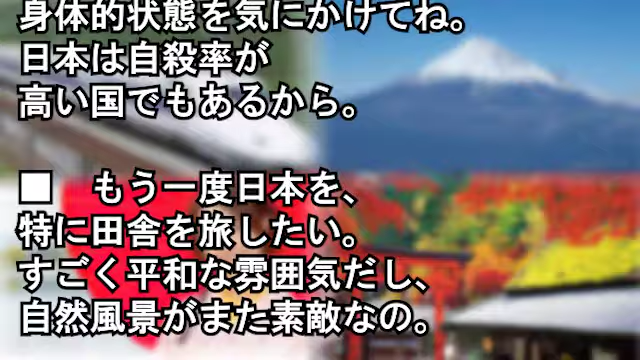 身体的状態を気にかけてね。
日本は自殺率が
高い国でもあるから。
■　もう一度日本を、
特に田舎を旅したい。
すごく平和な雰囲気だし、
自然風景がまた素敵なの。